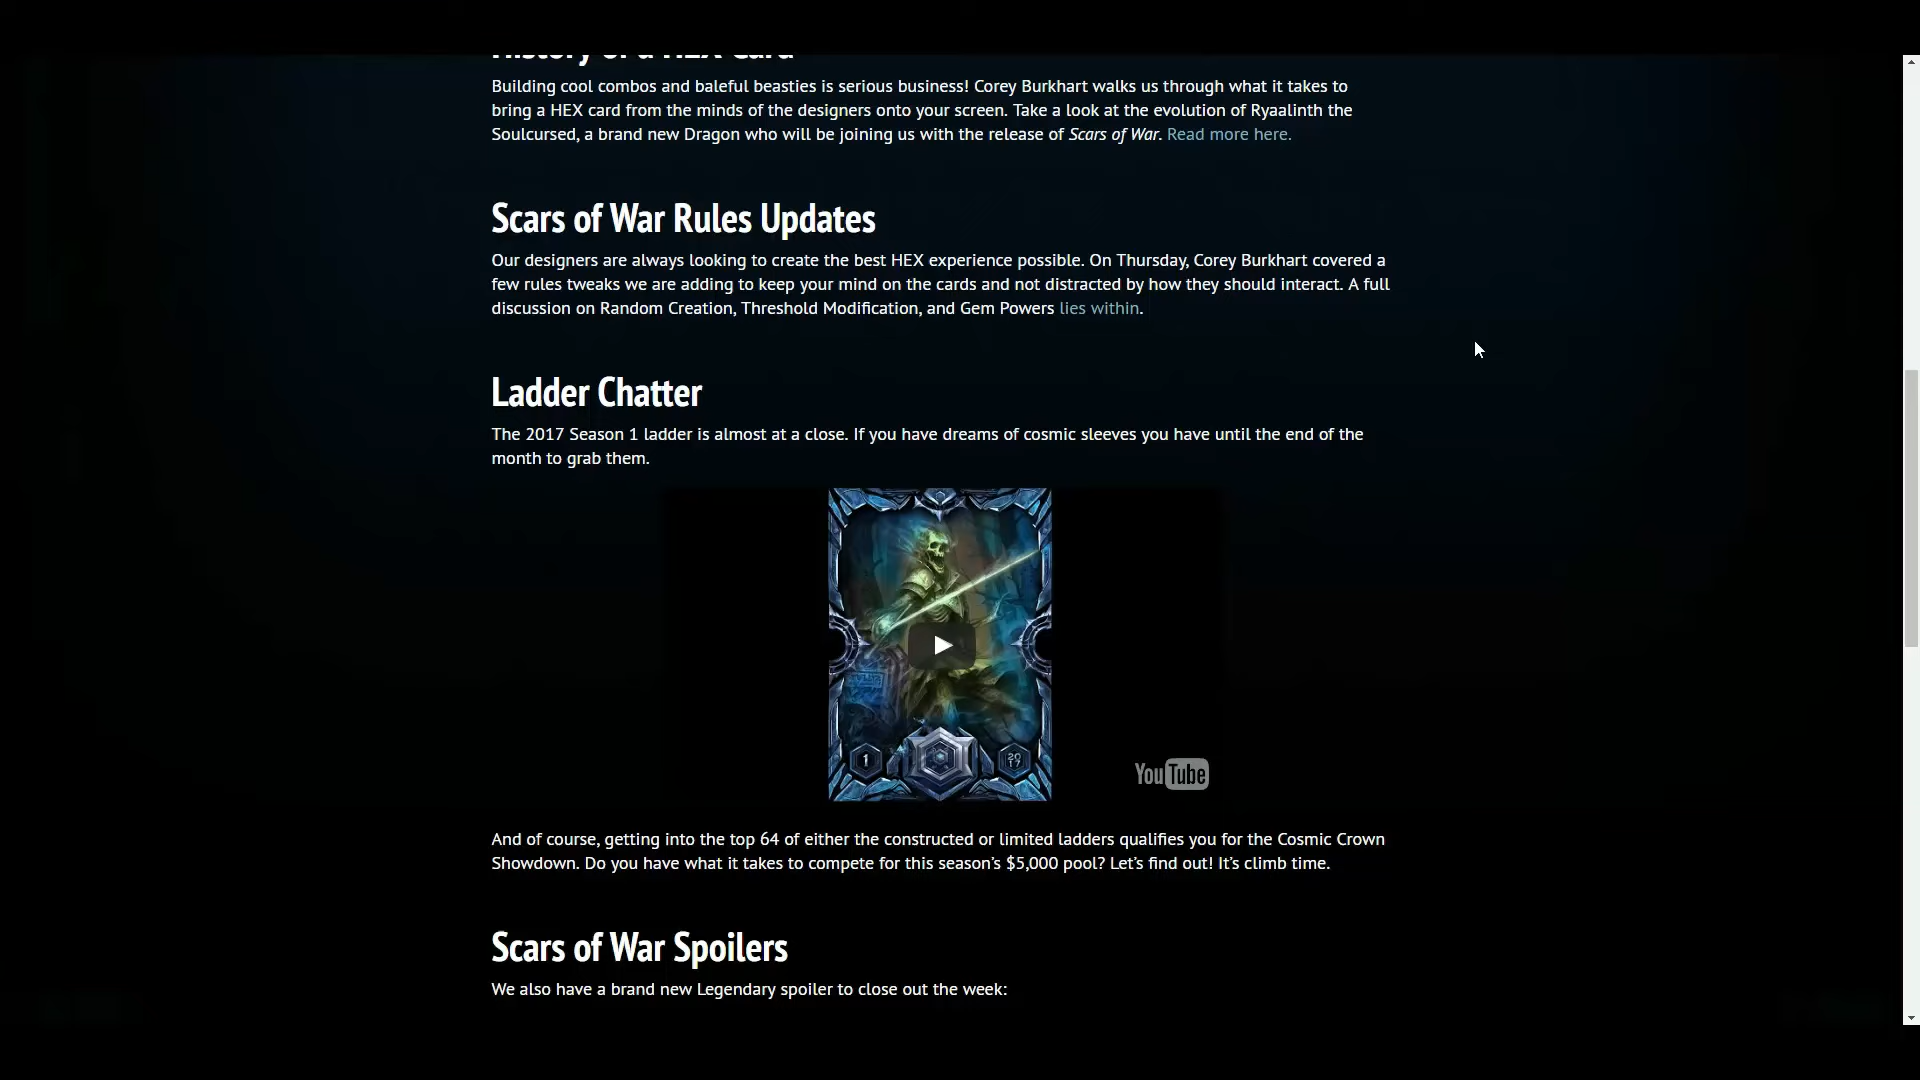 History of a HEX Card
Building cool combos and baleful beasties is serious business! Corey Burkhart walks us through what it takes to
bring a HEX card from the minds of the designers onto your screen. Take a look at the evolution of Ryaalinth the
Soulcursed, a brand new Dragon who will be joining us with the release of Scars of War. Read more here.
Scars of War Rules Updates
Our designers are always looking to create the best HEX experience possible. On Thursday, Corey Burkhart covered a
few rules tweaks we are adding to keep your mind on the cards and not distracted by how they should interact. A full
discussion on Random Creation, Threshold Modification, and Gem Powers lies within.
Ladder Chatter
The 2017 Season 1 ladder is almost at a close. If you have dreams of cosmic sleeves you have until the end of the
month to grab them.
1
20
17
YouTube
And of course, getting into the top 64 of either the constructed or limited ladders qualifies you for the Cosmic Crown
Showdown. Do you have what it takes to compete for this season’s $5,000 pool? Let’s find out! It’s climb time.
Scars of War Spoilers
We also have a brand new Legendary spoiler to close out the week: